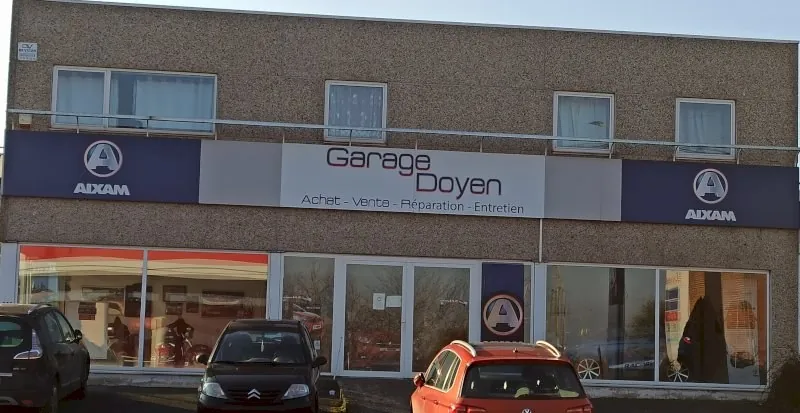 AIXAM
Garage
Doyen
Achat - Vente - Réparation - Entretien
AIXAM